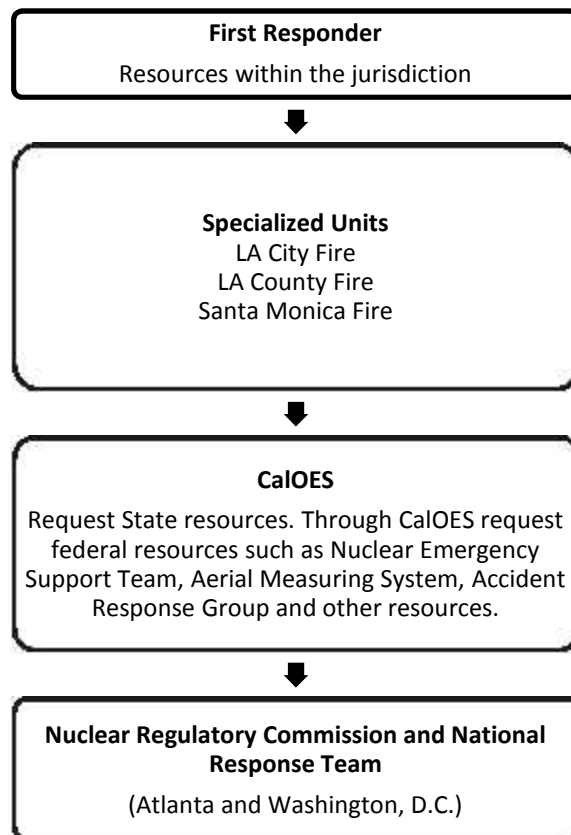 First Responder
Resources within the jurisdiction
Specialized Units
LA City Fire
LA County Fire
Santa Monica Fire
CalOES
Request State resources. Through CalOES request
federal resources such as Nuclear Emergency
Support Team, Aerial Measuring System, Accident
Response Group and other resources.
Nuclear Regulatory Commission and National
Response Team
(Atlanta and Washington, D.C.)